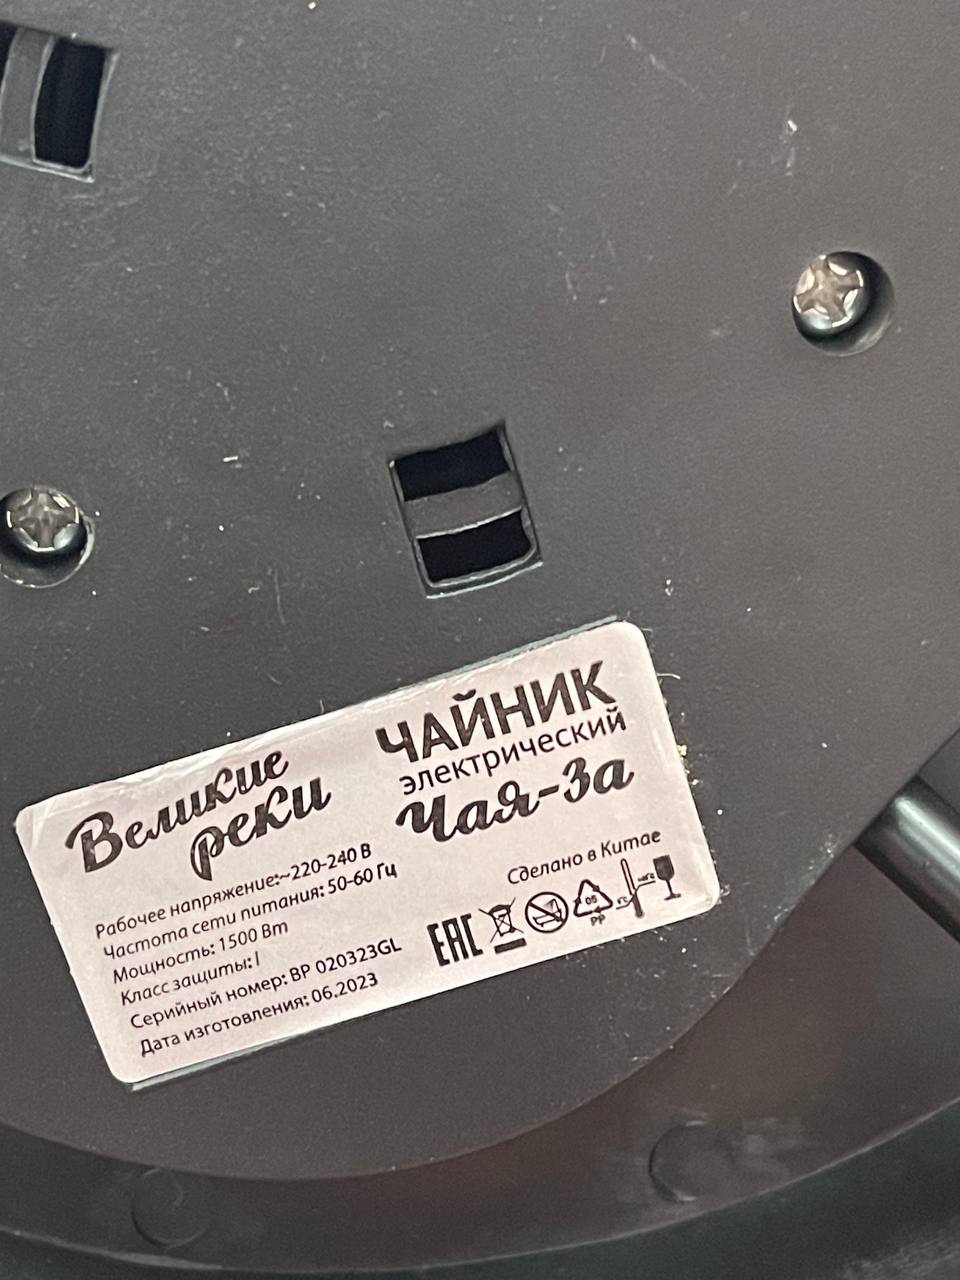 Великие
реки
ЧАЙНИК
электрический
Чая-3а
Рабочее напряжение:~220-240 В
Частота сети питания: 50-60 Гц
Мощность: 1500 Вт
Класс защиты: I
Серийный номер: ВР 020323GL
Дата изготовления: 06.2023
Сделано в Китае
EAC
05
PP